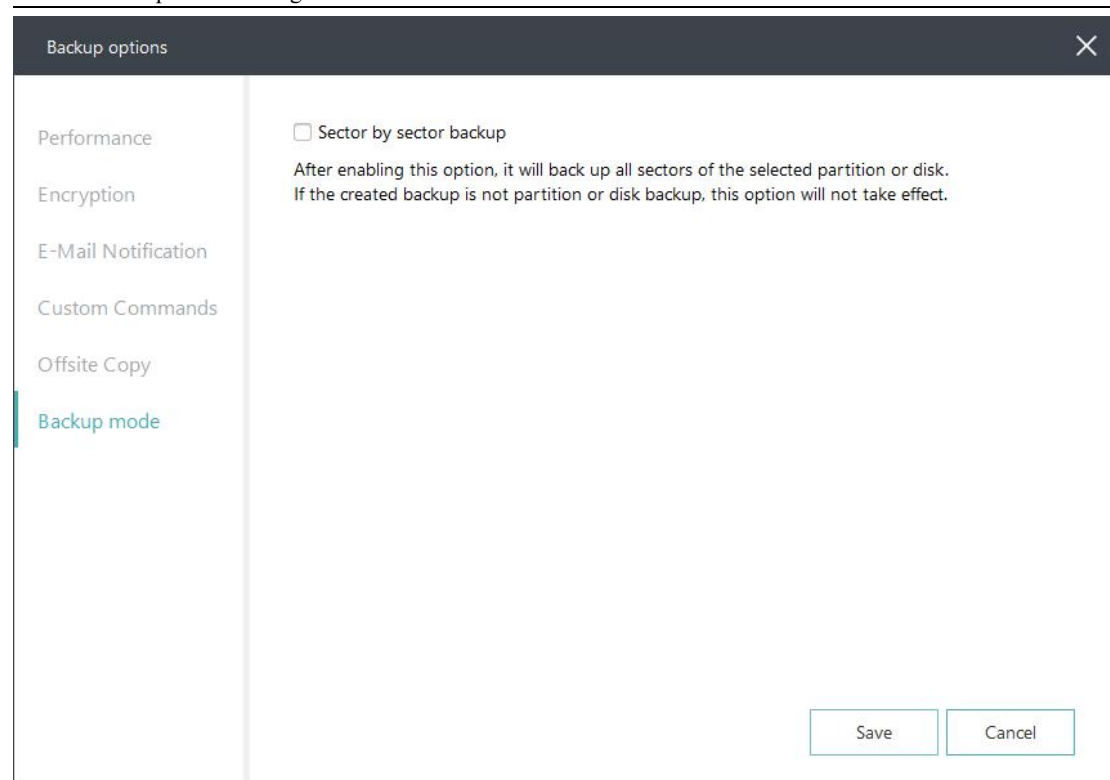 Backup options
Performance
Encryption
E-Mail Notification
Custom Commands
Offsite Copy
Backup mode
Sector by sector backup
After enabling this option, it will back up all sectors of the selected partition or disk.
If the created backup is not partition or disk backup, this option will not take effect.
Save
Cancel